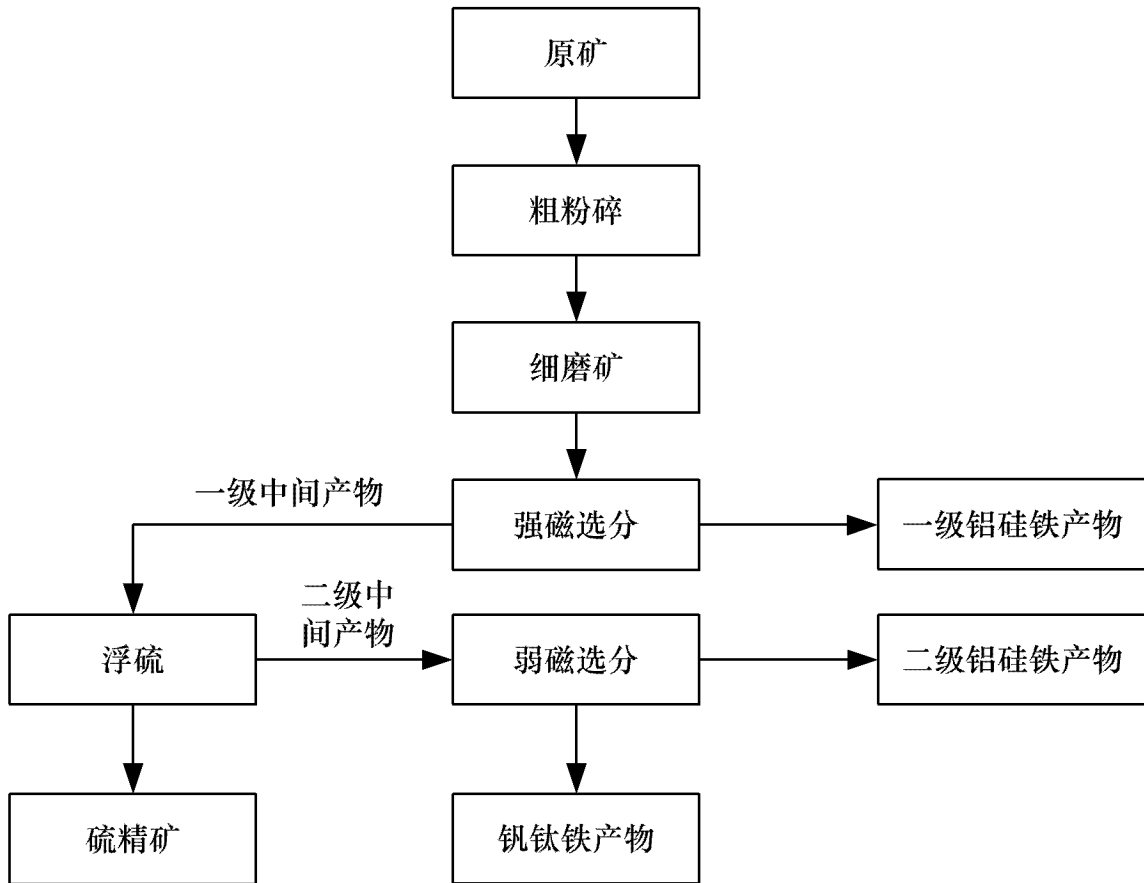 原矿
粗粉碎
细磨矿
一级中间产物
强磁选分
一级铝硅铁产物
二级中
间产物
浮硫
弱磁选分
二级铝硅铁产物
硫精矿
钒钛铁产物